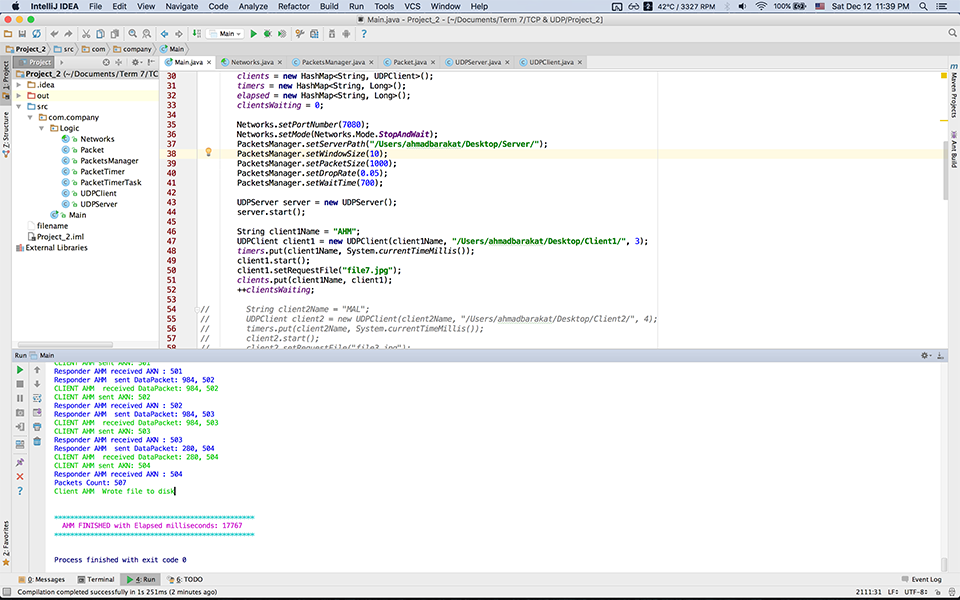 IntelliJ IDEA File Edit View Navigate Code Analyze Refactor Build Run Tools VCS Window Help 2 42°C / 3327 RPM 100% Sat Dec 12 11:39 PM
Main.java - Project_2 - [~/Documents/Term 7/TCP & UDP/Project_2]
Main
Project_2 src com company Main
Project
Main.java Networks.java PacketsManager.java Packet.java UDPServer.java UDPClient.java
Project_2 (~/Documents/Term 7/TC
.idea
out
src
com.company
Logic
Networks
Packet
PacketsManager
PacketTimer
PacketTimerTask
UDPClient
UDPServer
Main
filename
Project_2.iml
External Libraries
1: Project
7: Structure
2: Favorites
Maven Projects
Ant Build
30 clients = new HashMap<String, UDPClient>();
31 timers = new HashMap<String, Long>();
32 elapsed = new HashMap<String, Long>();
33 clientsWaiting = 0;
34
35 Networks.setPortNumber(7080);
36 Networks.setMode(Networks.Mode.StopAndWait);
37 PacketsManager.setServerPath("/Users/ahmadbarakat/Desktop/Server/");
38 PacketsManager.setWindowSize(10);
39 PacketsManager.setPacketSize(1000);
40 PacketsManager.setDropRate(0.05);
41 PacketsManager.setWaitTime(700);
42
43 UDPServer server = new UDPServer();
44 server.start();
45
46 String client1Name = "AHM";
47 UDPClient client1 = new UDPClient(client1Name, "/Users/ahmadbarakat/Desktop/Client1/", 3);
48 timers.put(client1Name, System.currentTimeMillis());
49 client1.start();
50 client1.setRequestFile("file7.jpg");
51 clients.put(client1Name, client1);
52 ++clientsWaiting;
53
54 // String client2Name = "MAL";
55 // UDPClient client2 = new UDPClient(client2Name, "/Users/ahmadbarakat/Desktop/Client2/", 4);
56 // timers.put(client2Name, System.currentTimeMillis());
57 // client2.start();
58 // client2.setRequestFile("file3.jpg");
Run Main
CLIENT AHM sent AKN: 501
Responder AHM received AKN : 501
Responder AHM sent DataPacket: 984, 502
CLIENT AHM received DataPacket: 984, 502
CLIENT AHM sent AKN: 502
Responder AHM received AKN : 502
Responder AHM sent DataPacket: 984, 503
CLIENT AHM received DataPacket: 984, 503
CLIENT AHM sent AKN: 503
Responder AHM received AKN : 503
Responder AHM sent DataPacket: 280, 504
CLIENT AHM received DataPacket: 280, 504
CLIENT AHM sent AKN: 504
Responder AHM received AKN : 504
Packets Count: 507
Client AHM Wrote file to disk
**************************************************
AHM FINISHED with Elapsed milliseconds: 17767
**************************************************
Process finished with exit code 0
0: Messages Terminal 4: Run 6: TODO Event Log
Compilation completed successfully in 1s 251ms (2 minutes ago) 2111:31 LF÷ UTF-8÷